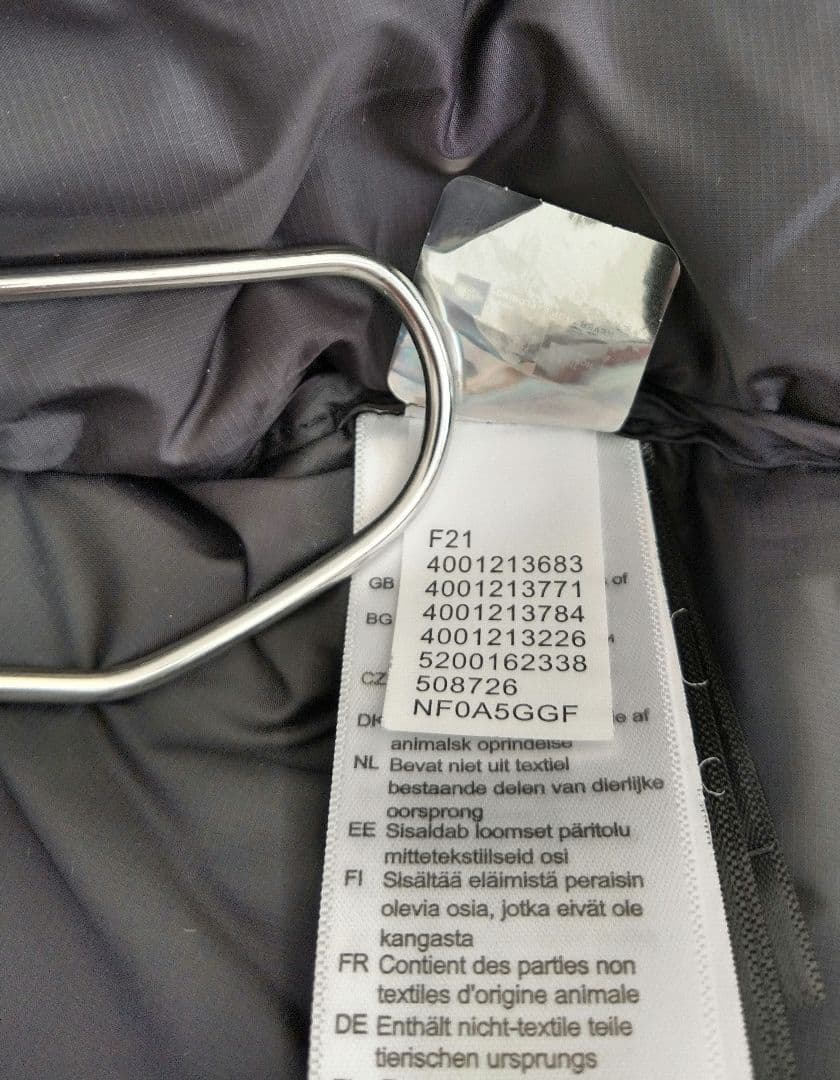 F21
4001213683
4001213771
4001213784
4001213226
5200162338
508726
NF0A5GGF
GB of
BG
CZ
DK e af
animalsk oprindelse
NL Bevat niet uit textiel
bestaande delen van dierlijke
oorsprong
EE Sisaldab loomset päritolu
mittetekstiilseid osi
FI Sisältää eläimistä peraisin
olevia osia, jotka eivät ole
kangasta
FR Contient des parties non
textiles d'origine animale
DE Enthält nicht-textile teile
tierischen ursprungs